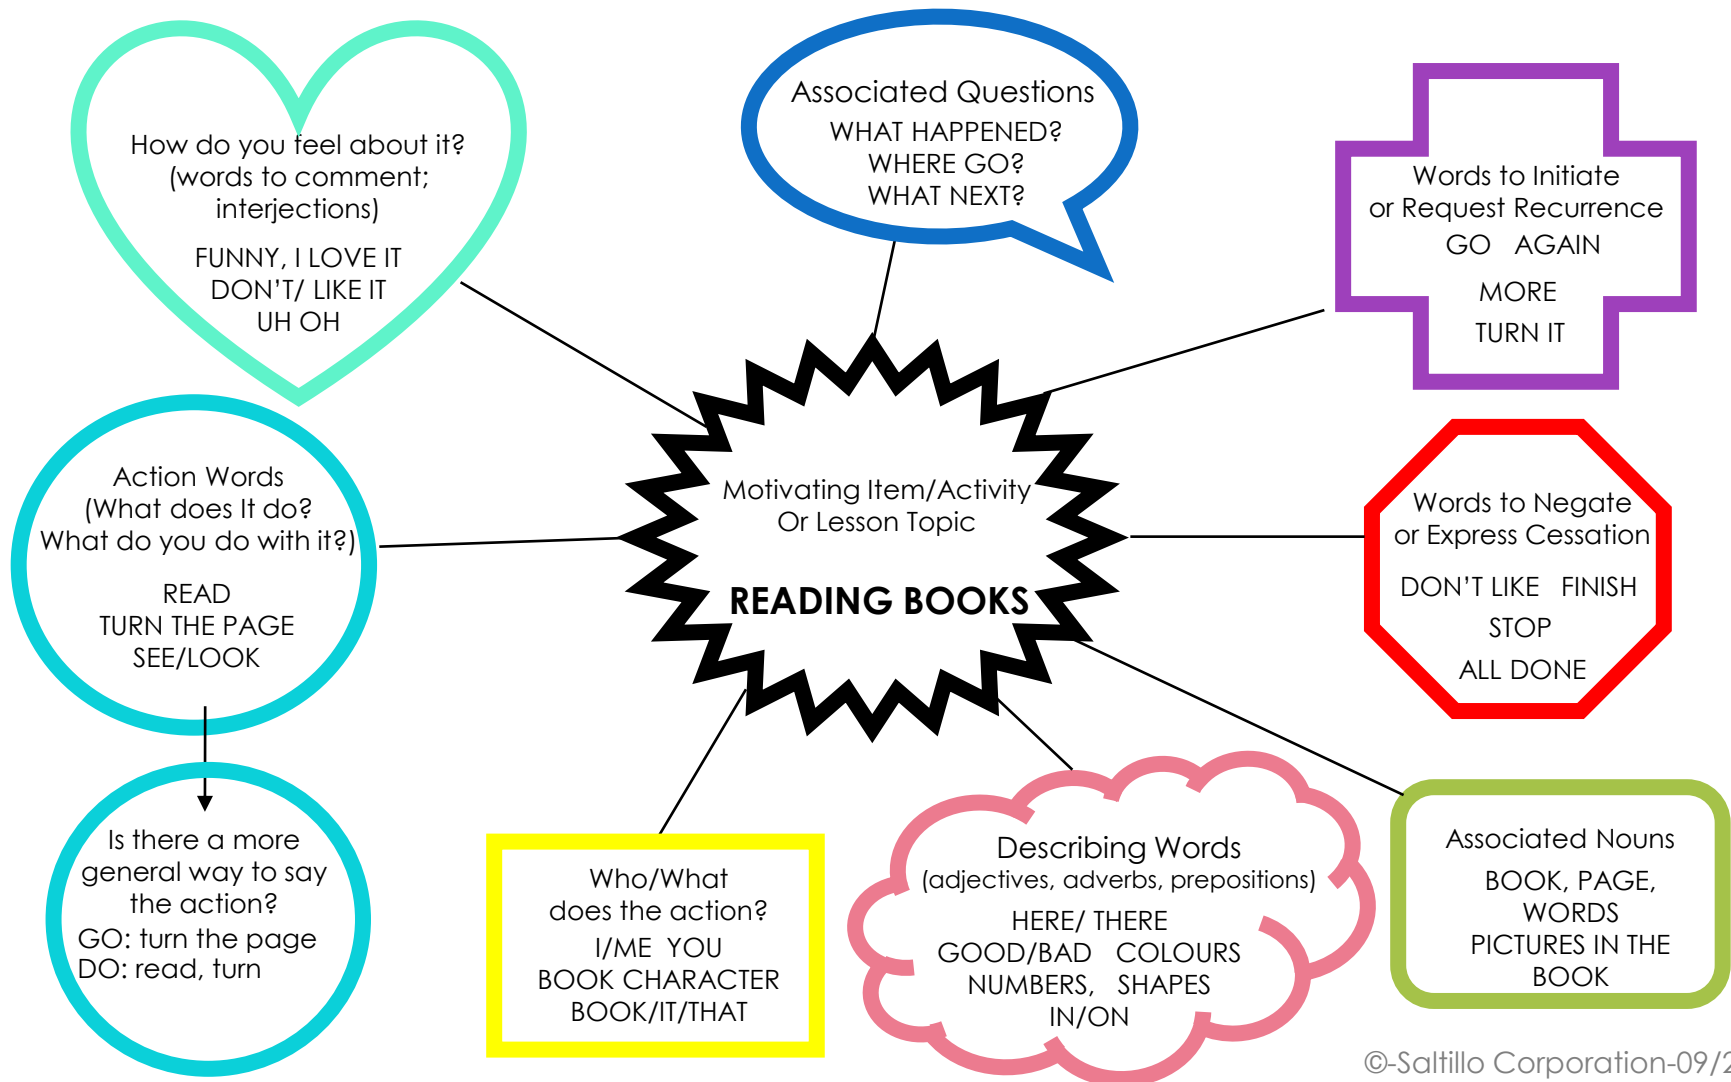 How do you feel about it?
(words to comment;
interjections)
FUNNY, I LOVE IT
DON'T/ LIKE IT
UH OH
Associated Questions
WHAT HAPPENED?
WHERE GO?
WHAT NEXT?
Words to Initiate
or Request Recurrence
GO AGAIN
MORE
TURN IT
Action Words
(What does It do?
What do you do with it?)
READ
TURN THE PAGE
SEE/LOOK
Motivating Item/Activity
Or Lesson Topic
READING BOOKS
Words to Negate
or Express Cessation
DON'T LIKE FINISH
STOP
ALL DONE
Is there a more
general way to say
the action?
GO: turn the page
DO: read, turn
Who/What
does the action?
I/ME YOU
BOOK CHARACTER
BOOK/IT/THAT
Describing Words
(adjectives, adverbs, prepositions)
HERE/ THERE
GOOD/BAD COLOURS
NUMBERS, SHAPES
IN/ON
Associated Nouns
BOOK, PAGE,
WORDS
PICTURES IN THE
BOOK
©-Saltillo Corporation-09/2